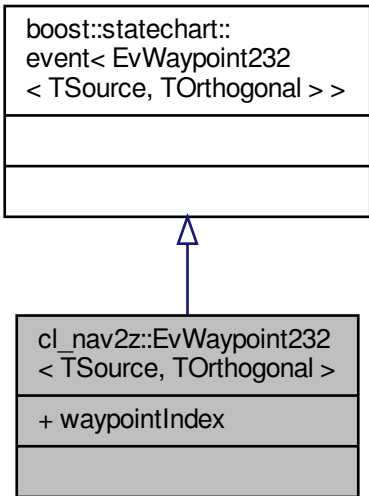 boost::statechart::
event< EvWaypoint232
< TSource, TOrthogonal > >
cl_nav2z::EvWaypoint232
< TSource, TOrthogonal >
+ waypointIndex